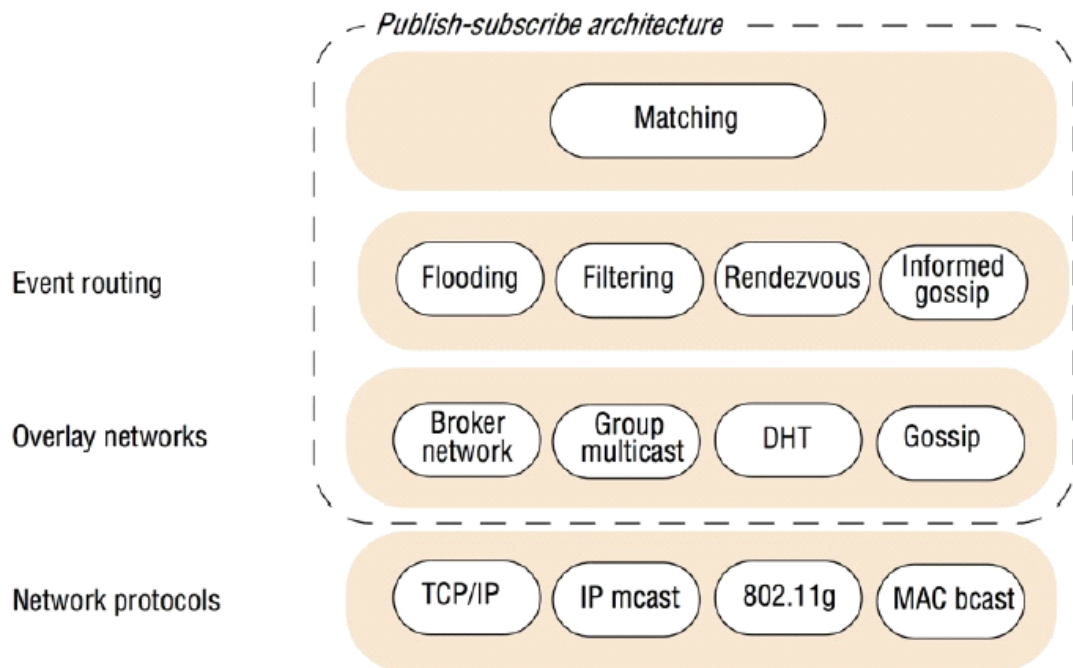 Publish-subscribe architecture
Matching
Event routing
Flooding
Filtering
Rendezvous
Informed
gossip
Overlay networks
Broker
network
Group
multicast
DHT
Gossip
Network protocols
TCP/IP
IP mcast
802.11g
MAC bcast